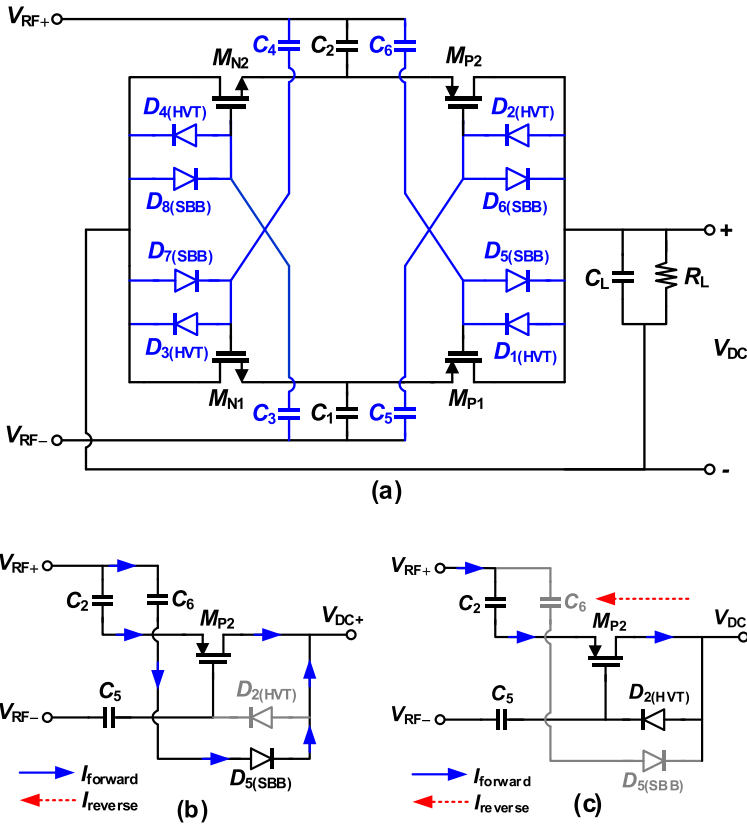 VRF+
C4 C2 C6
MN2 MP2
D4(HVT) D2(HVT)
D8(SBB) D6(SBB)
D7(SBB) D5(SBB)
D3(HVT) D1(HVT)
+
CL RL
VDC
MN1 MP1
C3 C1 C5
VRF−
-
(a)
VRF+
C2 C6
MP2
VDC+
D2(HVT)
C5
VRF−
D5(SBB)
Iforward
Ireverse
(b)
VRF+
C2 C6
MP2
VDC
D2(HVT)
C5
VRF−
D5(SBB)
Iforward
Ireverse
(c)